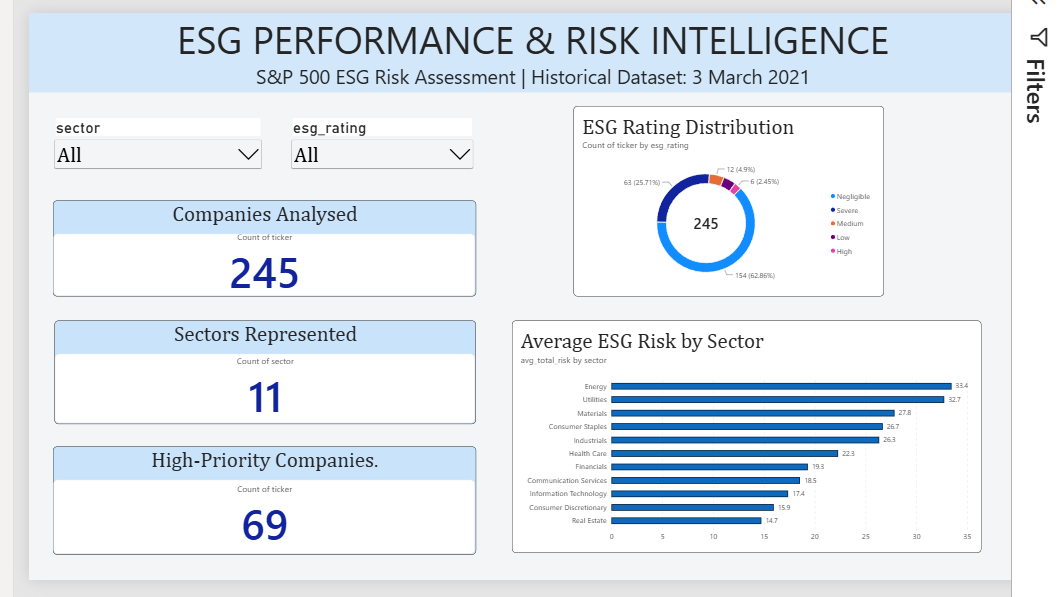 ESG PERFORMANCE & RISK INTELLIGENCE
S&P 500 ESG Risk Assessment | Historical Dataset: 3 March 2021
Filters
sector
All
esg_rating
All
Companies Analysed
Count of ticker
245
Sectors Represented
Count of sector
11
High-Priority Companies.
Count of ticker
69
ESG Rating Distribution
Count of ticker by esg_rating
12 (4.9%)
63 (25.71%)
6 (2.45%)
245
154 (62.86%)
Negligible
Severe
Medium
Low
High
Average ESG Risk by Sector
avg_total_risk by sector
Energy 33.4
Utilities 32.7
Materials 27.8
Consumer Staples 26.7
Industrials 26.3
Health Care 22.3
Financials 19.3
Communication Services 18.5
Information Technology 17.4
Consumer Discretionary 15.9
Real Estate 14.7
0 5 10 15 20 25 30 35